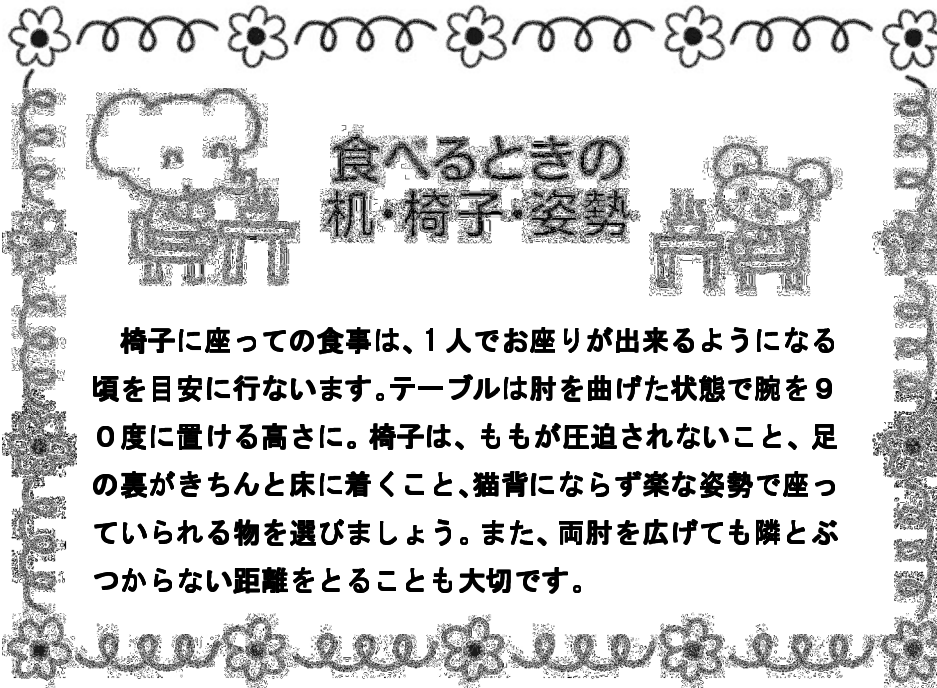 食べるときの
机・椅子・姿勢
椅子に座っての食事は、１人でお座りが出来るようになる
頃を目安に行ないます。テーブルは肘を曲げた状態で腕を９
０度に置ける高さに。椅子は、ももが圧迫されないこと、足
の裏がきちんと床に着くこと、猫背にならず楽な姿勢で座っ
ていられる物を選びましょう。また、両肘を広げても隣とぶ
つからない距離をとることも大切です。